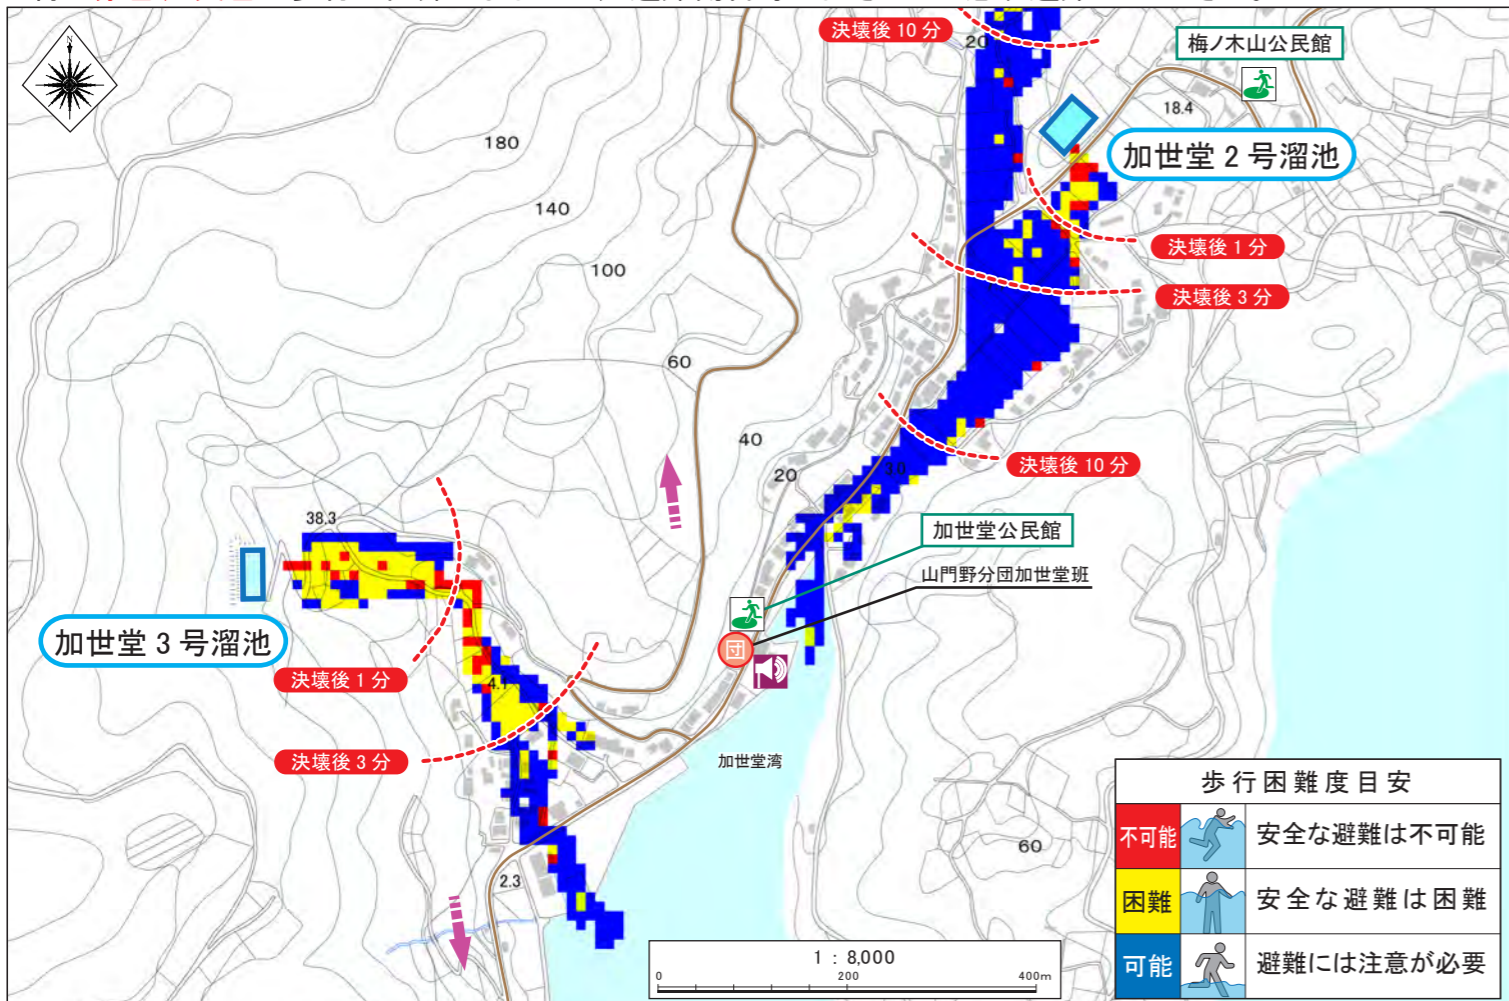 決壊後 10 分
20
梅ノ木山公民館
18.4
180
加世堂 2 号溜池
140
決壊後 1 分
100
決壊後 3 分
60
40
20
決壊後 10 分
3.0
38.3
加世堂公民館
山門野分団加世堂班
加世堂 3 号溜池
団
決壊後 1 分
4.1
決壊後 3 分
加世堂湾
歩行困難度目安
不可能 安全な避難は不可能
60
2.3
困難 安全な避難は困難
可能 避難には注意が必要
1 : 8,000
0 200 400m